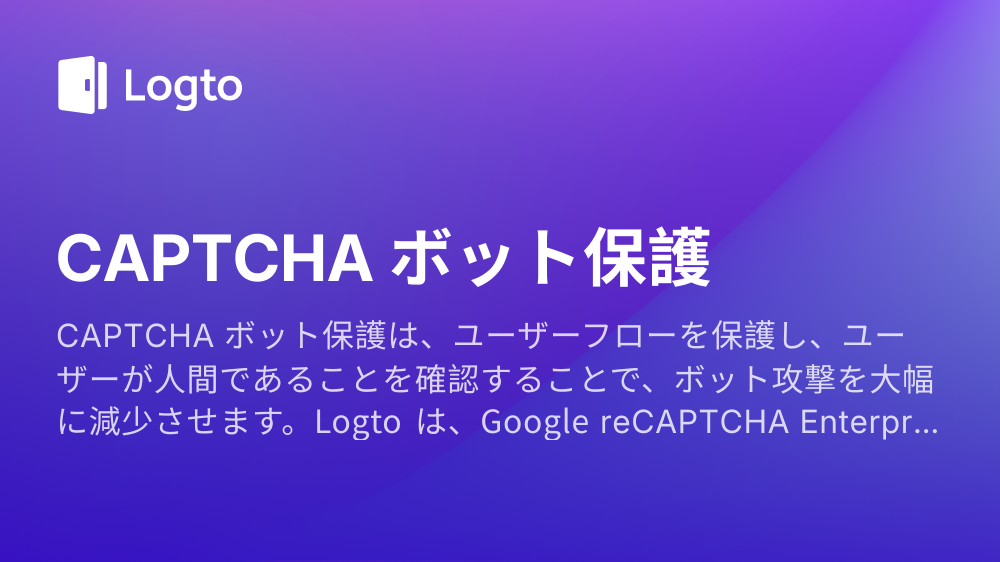 Logto
CAPTCHA ボット保護
CAPTCHA ボット保護は、ユーザーフローを保護し、ユー
ザーが人間であることを確認することで、ボット攻撃を大幅
に減少させます。Logto は、Google reCAPTCHA Enterpr...